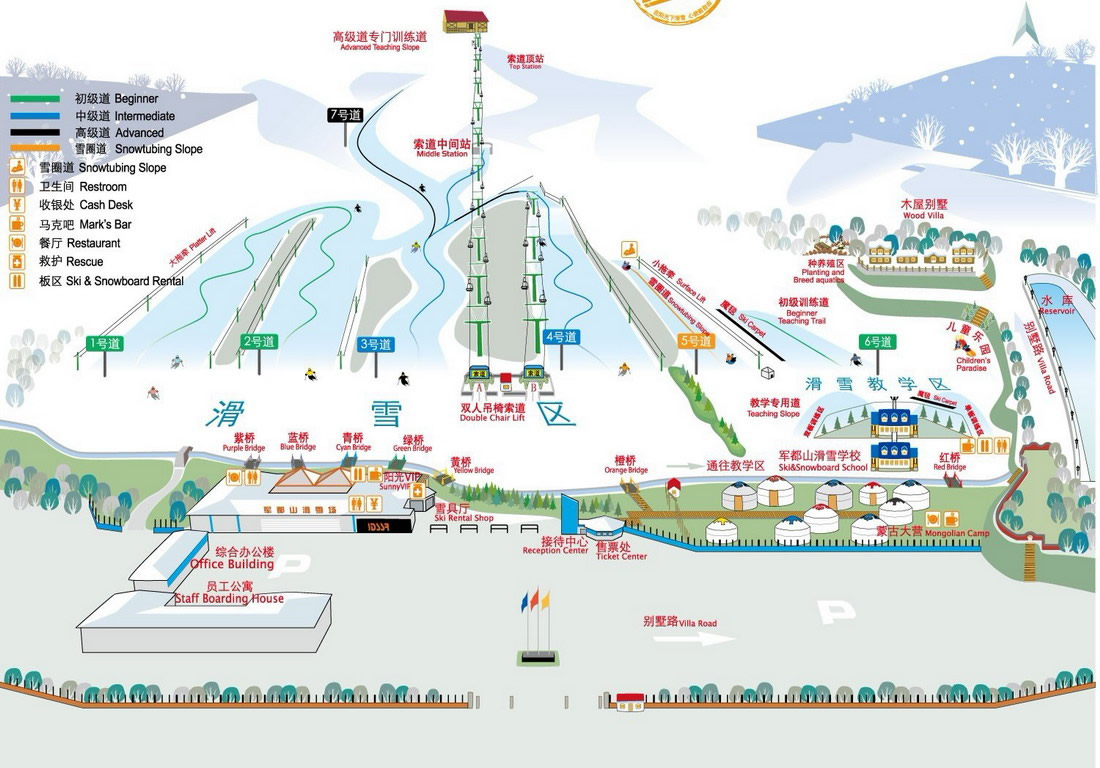 高级道专门训练道
Advanced Teaching Slope
索道顶站
Top Station
初级道 Beginner
中级道 Intermediate
高级道 Advanced
雪圈道 Snowtubing Slope
雪圈道 Snowtubing Slope
卫生间 Restroom
¥ 收银处 Cash Desk
马克吧 Mark's Bar
餐厅 Restaurant
救护 Rescue
板区 Ski & Snowboard Rental
7号道
索道中间站
Middle Station
大拖牵 Platter Lift
木屋别墅
Wood Villa
种养殖区
Planting and
Breed aquatics
小拖牵 Surface Lift
雪圈道 Snowtubing Slope
魔毯 Ski Carpet
初级训练道
Beginner
Teaching Trail
水 库
Reservoir
别墅路 Villa Road
儿童乐园
Children's
Paradise
1号道
2号道
3号道
4号道
5号道
6号道
索道
索道
A
B
双人吊椅索道
Double Chair Lift
滑 雪 区
滑雪教学区
教学专用道
Teaching Slope
双板训练区
魔毯 Ski Carpet
单板训练区
军都山滑雪学校
Ski&Snowboard School
通往教学区
紫桥
Purple Bridge
蓝桥
Blue Bridge
青桥
Cyan Bridge
绿桥
Green Bridge
黄桥
Yellow Bridge
橙桥
Orange Bridge
红桥
Red Bridge
阳光VIP
SunnyVIP
¥
军都山滑雪场
雪具厅
Ski Rental Shop
接待中心
Reception Center
售票处
Ticket Center
蒙古大营 Mongolian Camp
综合办公楼
Office Building
员工公寓
Staff Boarding House
P
别墅路 Villa Road
P